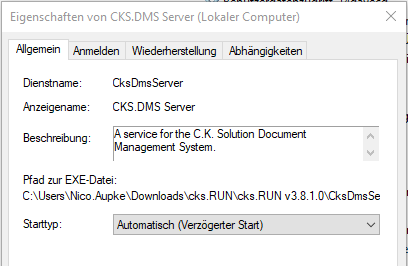 Eigenschaften von CKS.DMS Server (Lokaler Computer)
Allgemein Anmelden Wiederherstellung Abhängigkeiten
Dienstname: CksDmsServer
Anzeigename: CKS.DMS Server
Beschreibung: A service for the C.K. Solution Document
Management System.
Pfad zur EXE-Datei:
C:\Users\Nico.Aupke\Downloads\cks.RUN\cks.RUN v3.8.1.0\CksDmsSe
Starttyp: Automatisch (Verzögerter Start)